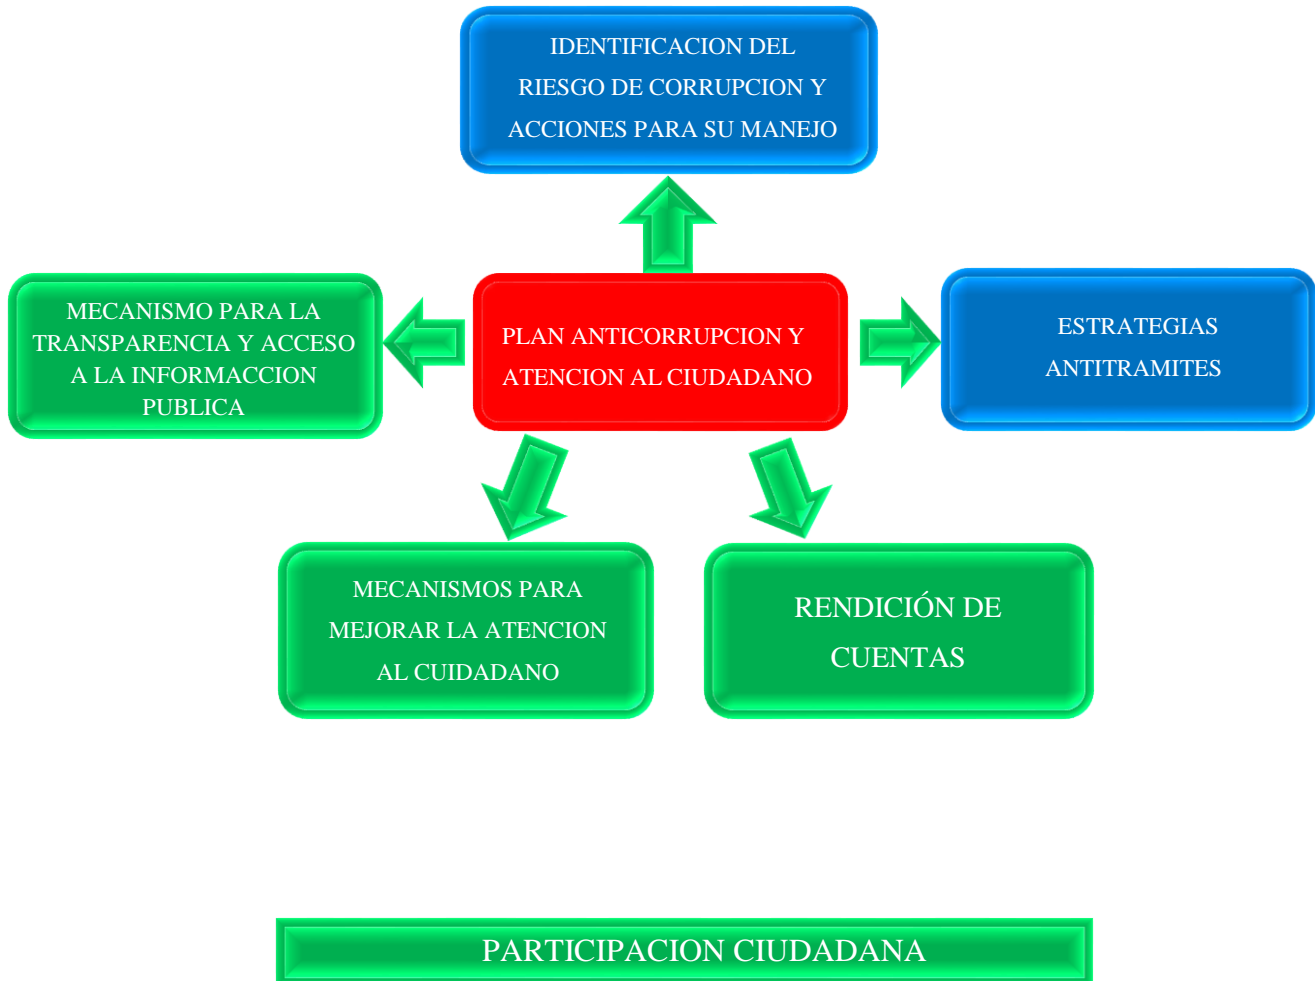 IDENTIFICACION DEL
RIESGO DE CORRUPCION Y
ACCIONES PARA SU MANEJO
MECANISMO PARA LA
TRANSPARENCIA Y ACCESO
A LA INFORMACCION
PUBLICA
PLAN ANTICORRUPCION Y
ATENCION AL CIUDADANO
ESTRATEGIAS
ANTITRAMITES
MECANISMOS PARA
MEJORAR LA ATENCION
AL CUIDADANO
RENDICIÓN DE
CUENTAS
PARTICIPACION CIUDADANA